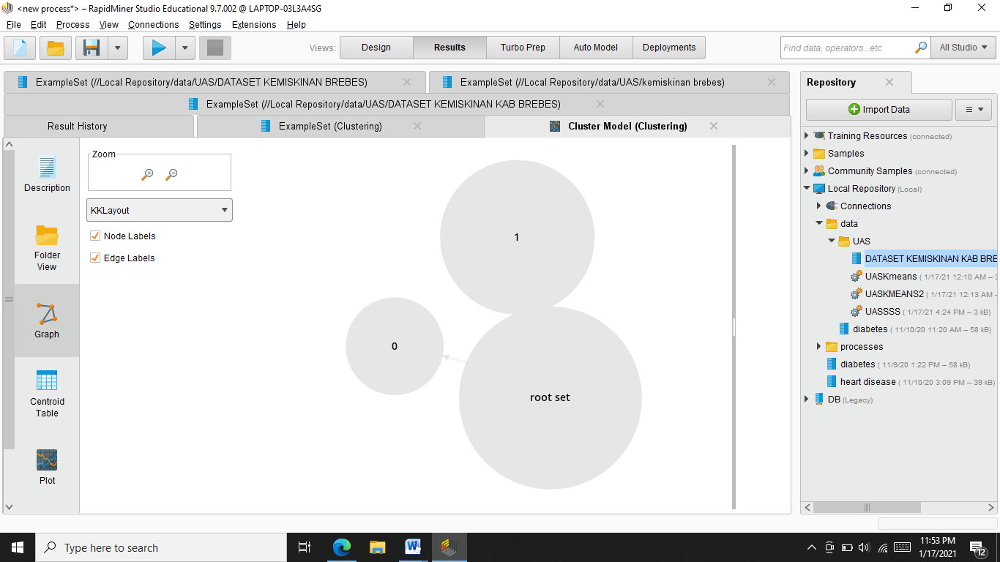 <new process*> – RapidMiner Studio Educational 9.7.002 @ LAPTOP-03L3A4SG
File Edit Process View Connections Settings Extensions Help
Views: Design Results Turbo Prep Auto Model Deployments Find data, operators...etc All Studio
ExampleSet (//Local Repository/data/UAS/DATASET KEMISKINAN BREBES) ExampleSet (//Local Repository/data/UAS/kemiskinan brebes)
ExampleSet (//Local Repository/data/UAS/DATASET KEMISKINAN KAB BREBES)
Result History ExampleSet (Clustering) Cluster Model (Clustering)
Description
Folder
View
Graph
Centroid
Table
Plot
Zoom
KKLayout
Node Labels
Edge Labels
1
0
root set
Repository
Import Data
Training Resources (connected)
Samples
Community Samples (connected)
Local Repository (Local)
Connections
data
UAS
DATASET KEMISKINAN KAB BRE
UASKmeans ( 1/17/21 12:10 AM – 3
UASKMEANS2 ( 1/17/21 12:13 AM –
UASSSS ( 1/17/21 4:24 PM – 3 kB)
diabetes ( 11/10/20 11:20 AM – 58 kB)
processes
diabetes ( 11/9/20 1:22 PM – 58 kB)
heart disease ( 11/10/20 3:09 PM – 39 kB)
DB (Legacy)
Type here to search
11:53 PM
1/17/2021
12